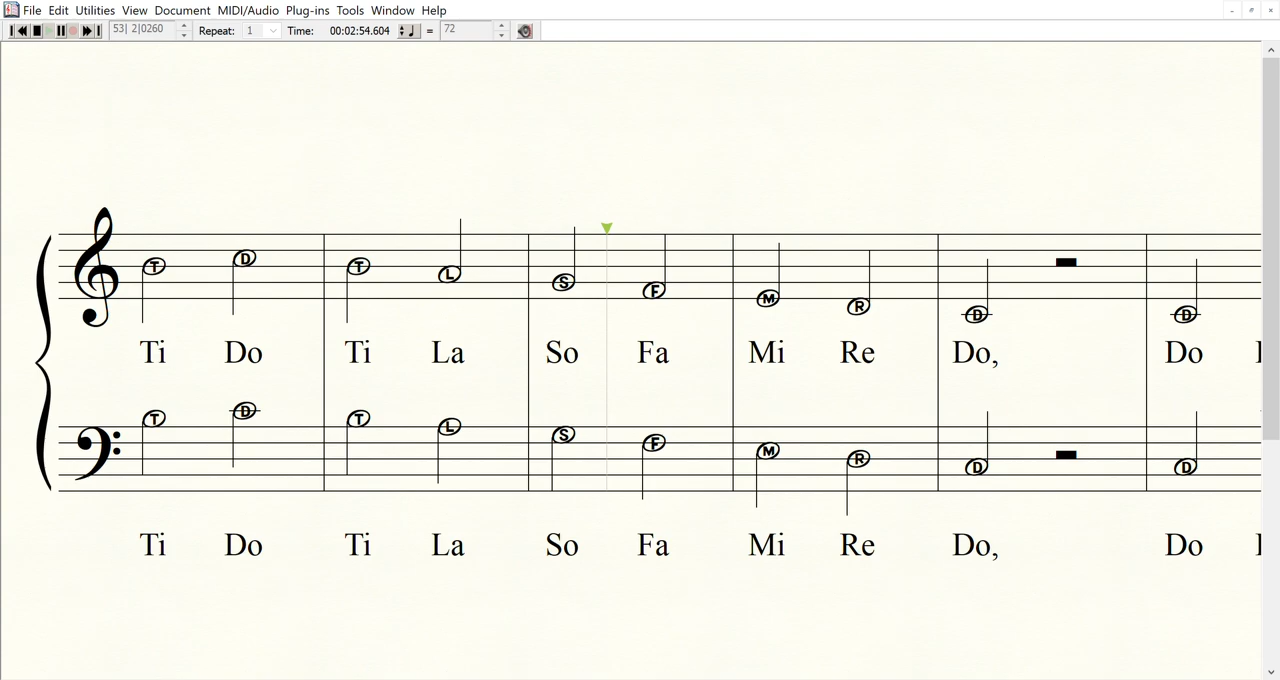 File Edit Utilities View Document MIDI/Audio Plug-ins Tools Window Help
53| 2|0260 Repeat: 1 Time: 00:02:54.604 = 72
T D T L S F M R D D
Ti Do Ti La So Fa Mi Re Do, Do
T D T L S F M R D D
Ti Do Ti La So Fa Mi Re Do, Do